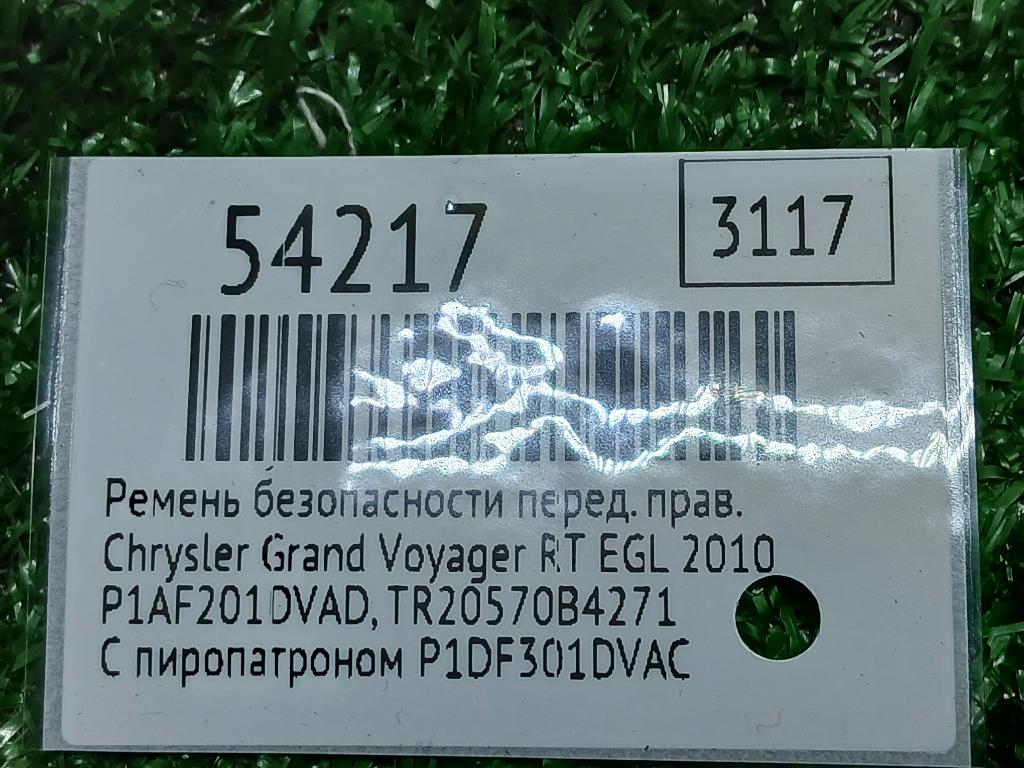 54217
3117
Ремень безопасности перед. прав.
Chrysler Grand Voyager RT EGL 2010
P1AF201DVAD, TR20570B4271
С пиропатроном P1DF301DVAC